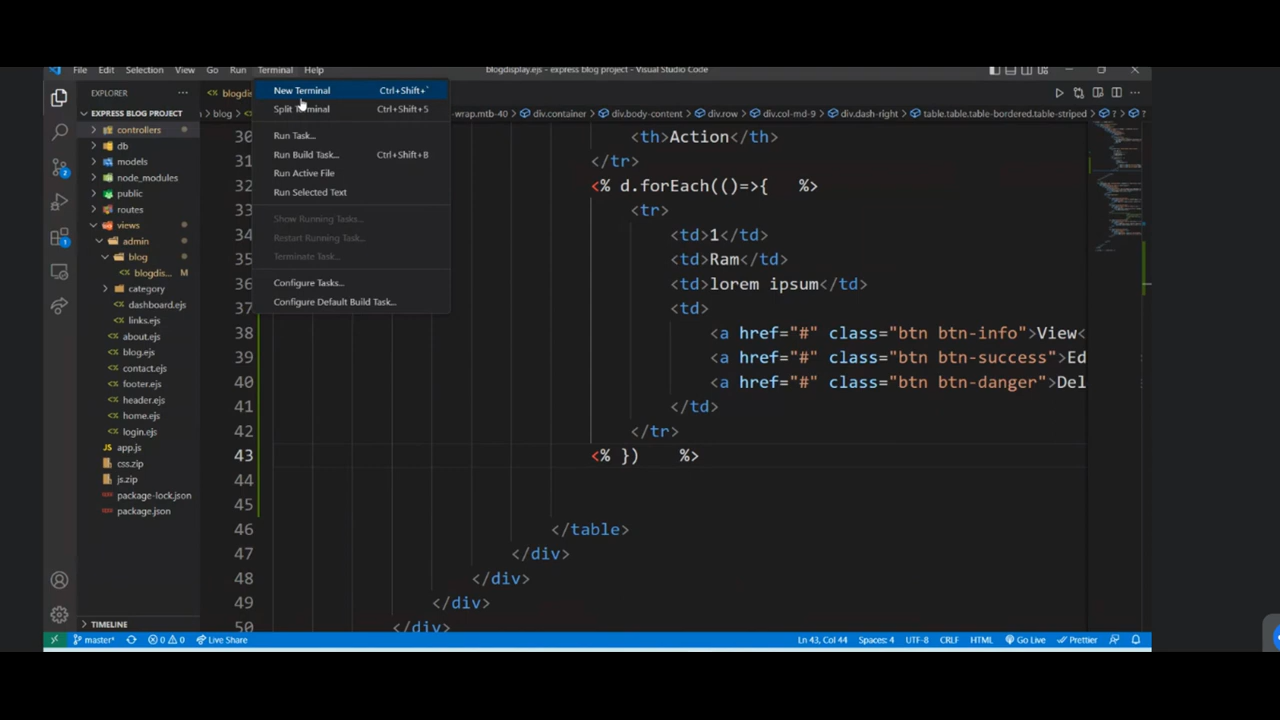 File Edit Selection View Go Run Terminal Help
blogdisplay.ejs - express blog project - Visual Studio Code
EXPLORER ···
EXPRESS BLOG PROJECT
controllers
db
models
node_modules
public
routes
views
admin
blog
blogdis... M
category
dashboard.ejs
links.ejs
about.ejs
blog.ejs
contact.ejs
footer.ejs
header.ejs
home.ejs
login.ejs
app.js
css.zip
js.zip
package-lock.json
package.json
TIMELINE
New Terminal Ctrl+Shift+`
Split Terminal Ctrl+Shift+5
Run Task...
Run Build Task... Ctrl+Shift+B
Run Active File
Run Selected Text
Show Running Tasks...
Restart Running Task...
Terminate Task...
Configure Tasks...
Configure Default Build Task...
blogdis
blog -wrap.mtb-40 div.container div.body-content div.row div.col-md-9 div.dash-right table.table.table-bordered.table-striped ? ?
30 <th>Action</th>
31 </tr>
32 <% d.forEach(()=>{ %>
33 <tr>
34 <td>1</td>
35 <td>Ram</td>
36 <td>lorem ipsum</td>
37 <td>
38 <a href="#" class="btn btn-info">View<
39 <a href="#" class="btn btn-success">Ed
40 <a href="#" class="btn btn-danger">Del
41 </td>
42 </tr>
43 <% }) %>
44
45
46 </table>
47 </div>
48 </div>
49 </div>
50 </div>
master* 0 0 Live Share Ln 43, Col 44 Spaces: 4 UTF-8 CRLF HTML Go Live Prettier